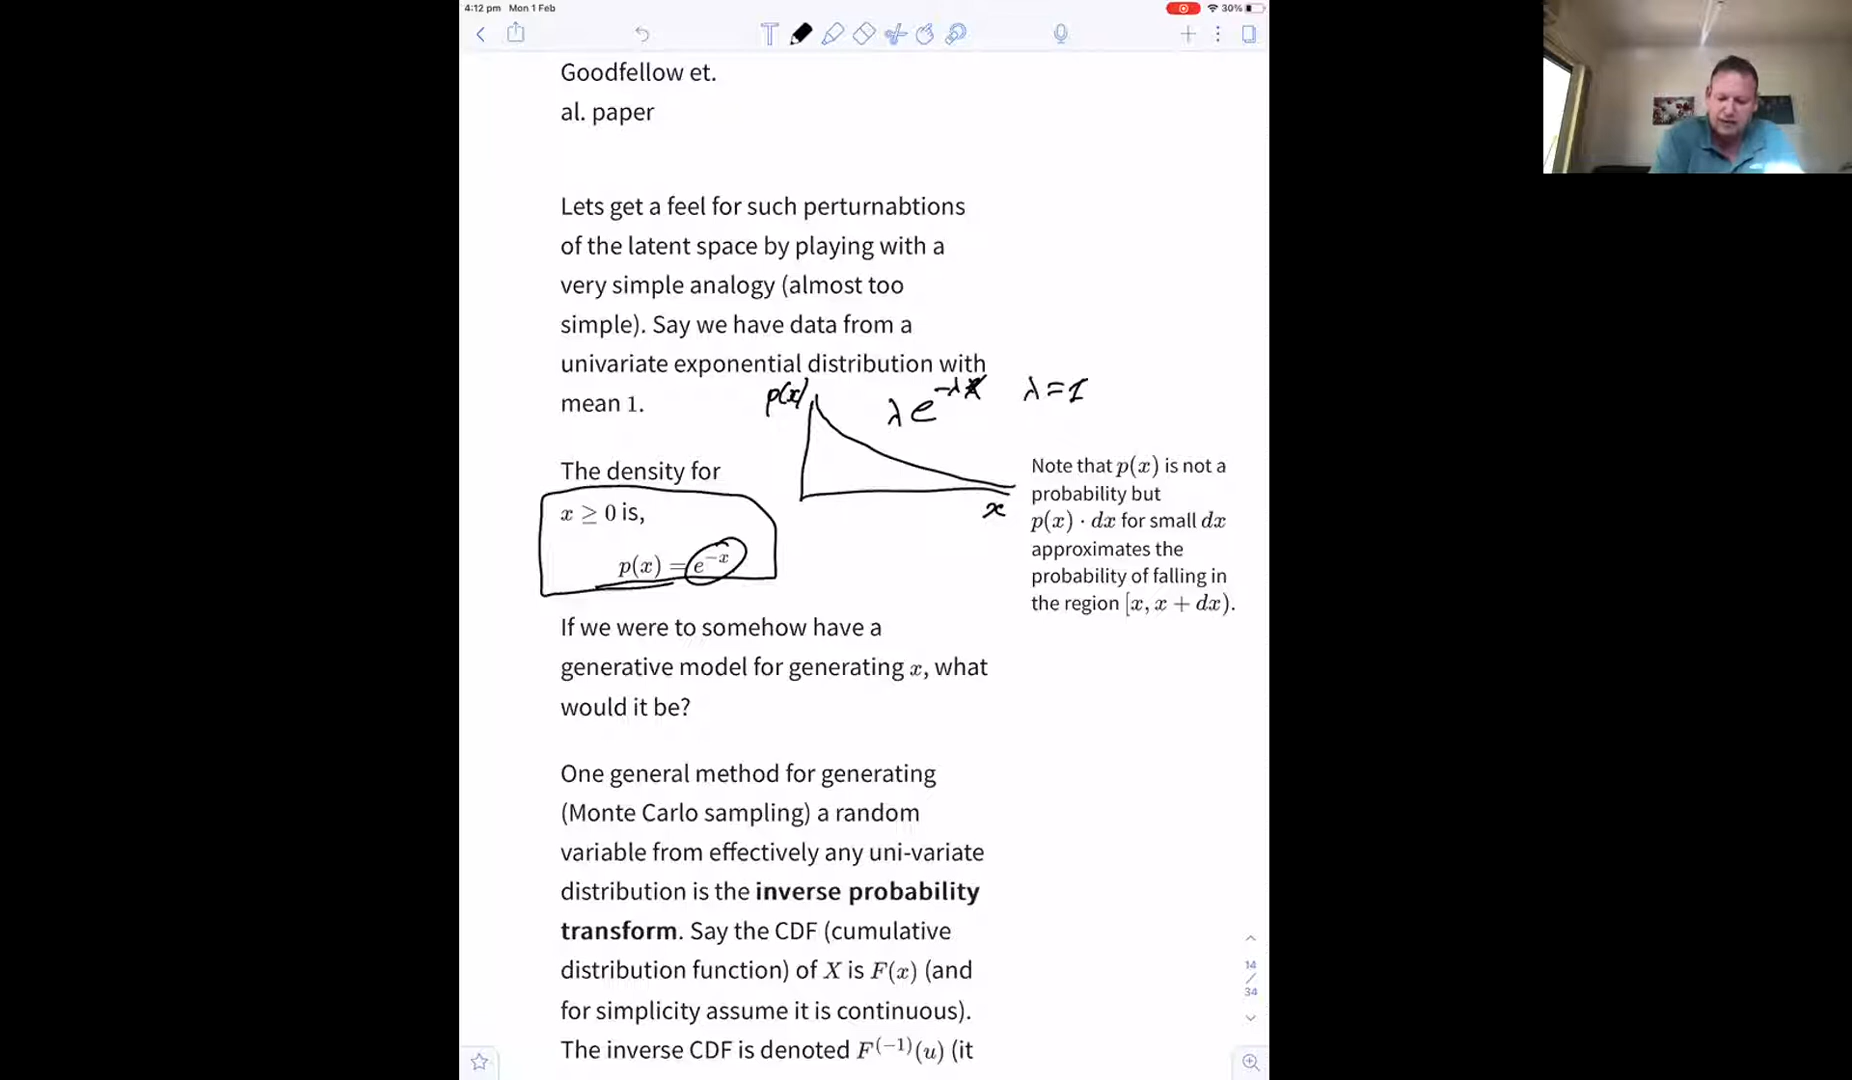 4:12 pm Mon 1 Feb
30%
Goodfellow et.
al. paper
Lets get a feel for such perturnabtions
of the latent space by playing with a
very simple analogy (almost too
simple). Say we have data from a
univariate exponential distribution with
mean 1.
p(x)
λe^{-λx} λ=1
x
The density for
x ≥ 0 is,
p(x) = e^{-x}
Note that p(x) is not a
probability but
p(x) · dx for small dx
approximates the
probability of falling in
the region [x, x + dx).
If we were to somehow have a
generative model for generating x, what
would it be?
One general method for generating
(Monte Carlo sampling) a random
variable from effectively any uni-variate
distribution is the inverse probability
transform. Say the CDF (cumulative
distribution function) of X is F(x) (and
for simplicity assume it is continuous).
The inverse CDF is denoted F^{(-1)}(u) (it
14
/
34